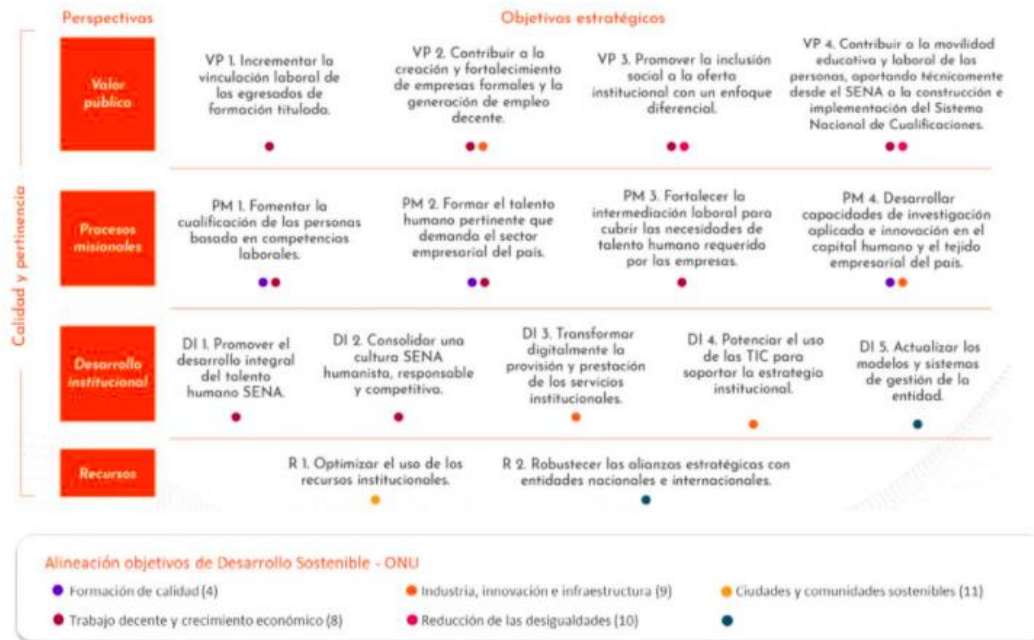 Perspectivas
Objetivos estratégicos
Calidad y pertinencia
Valor
público
VP 1. Incrementar la
vinculación laboral de
los egresados de
formación titulada.
VP 2. Contribuir a la
creación y fortalecimiento
de empresas formales y la
generación de empleo
decente.
VP 3. Promover la inclusión
social a la oferta
institucional con un enfoque
diferencial.
VP 4. Contribuir a la movilidad
educativa y laboral de las
personas, aportando técnicamente
desde el SENA a la construcción e
implementación del Sistema
Nacional de Cualificaciones.
Procesos
misionales
PM 1. Fomentar la
cualificación de las personas
basada en competencias
laborales.
PM 2. Formar el talento
humano pertinente que
demanda el sector
empresarial del país.
PM 3. Fortalecer la
intermediación laboral para
cubrir las necesidades de
talento humano requerido
por las empresas.
PM 4. Desarrollar
capacidades de investigación
aplicada e innovación en el
capital humano y el tejido
empresarial del país.
Desarrollo
institucional
DI 1. Promover el
desarrollo integral
del talento
humano SENA.
DI 2. Consolidar una
cultura SENA
humanista, responsable
y competitiva.
DI 3. Transformar
digitalmente la
provisión y prestación
de los servicios
institucionales.
DI 4. Potenciar el uso
de las TIC para
soportar la estrategia
institucional.
DI 5. Actualizar los
modelos y sistemas
de gestión de la
entidad.
Recursos
R 1. Optimizar el uso de los
recursos institucionales.
R 2. Robustecer las alianzas estratégicas con
entidades nacionales e internacionales.
Alineación objetivos de Desarrollo Sostenible - ONU
Formación de calidad (4)
Industria, innovación e infraestructura (9)
Ciudades y comunidades sostenibles (11)
Trabajo decente y crecimiento económico (8)
Reducción de las desigualdades (10)